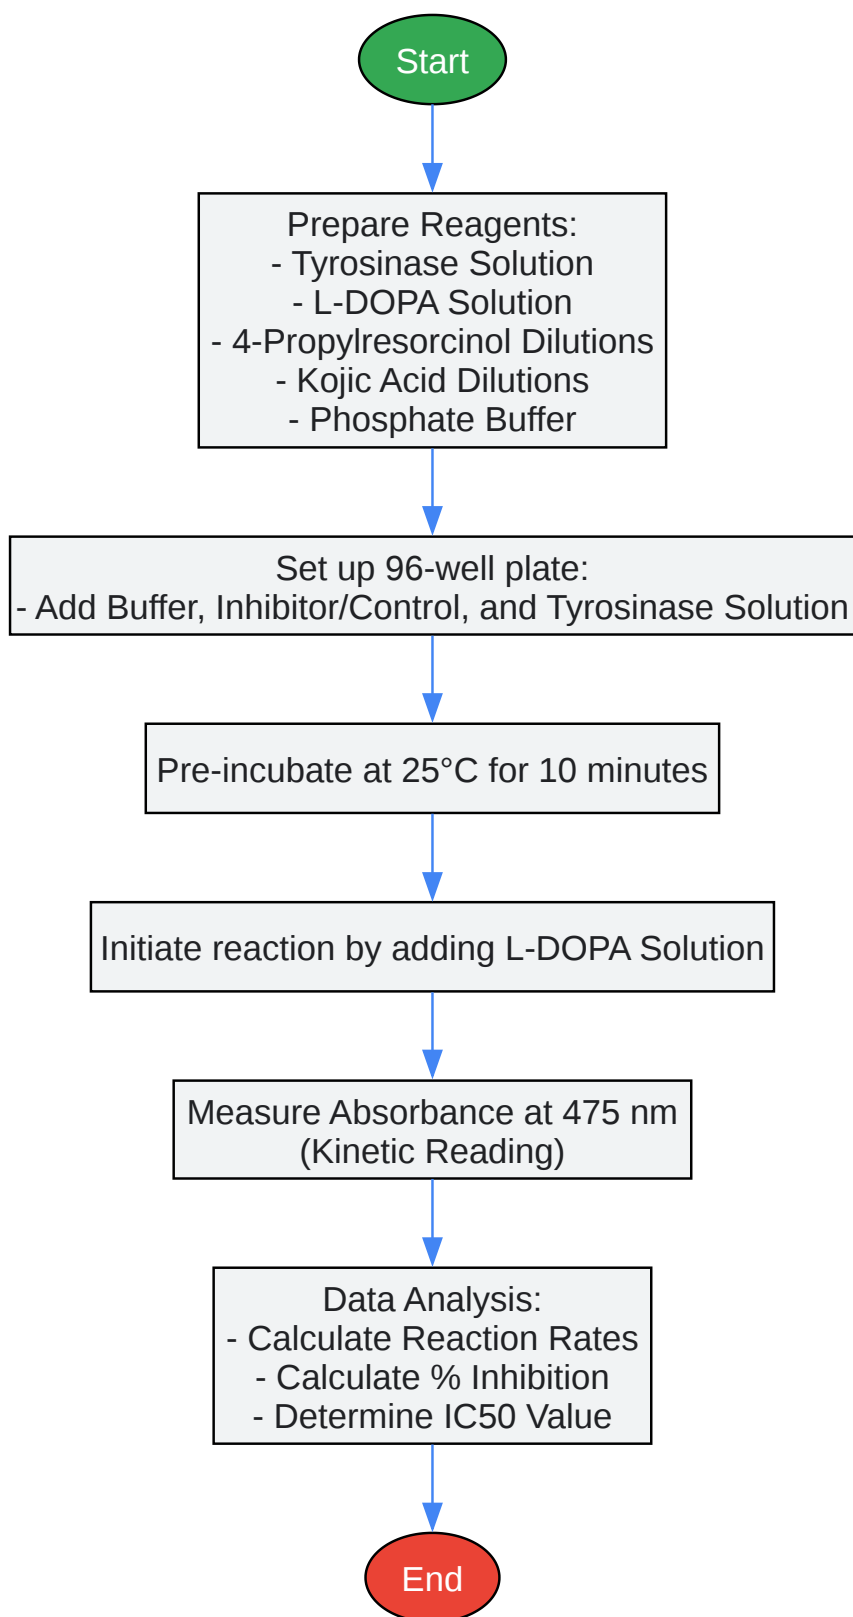 Start
Prepare Reagents:
- Tyrosinase Solution
- L-DOPA Solution
- 4-Propylresorcinol Dilutions
- Kojic Acid Dilutions
- Phosphate Buffer
Set up 96-well plate:
- Add Buffer, Inhibitor/Control, and Tyrosinase Solution
Pre-incubate at 25°C for 10 minutes
Initiate reaction by adding L-DOPA Solution
Measure Absorbance at 475 nm
(Kinetic Reading)
Data Analysis:
- Calculate Reaction Rates
- Calculate % Inhibition
- Determine IC50 Value
End